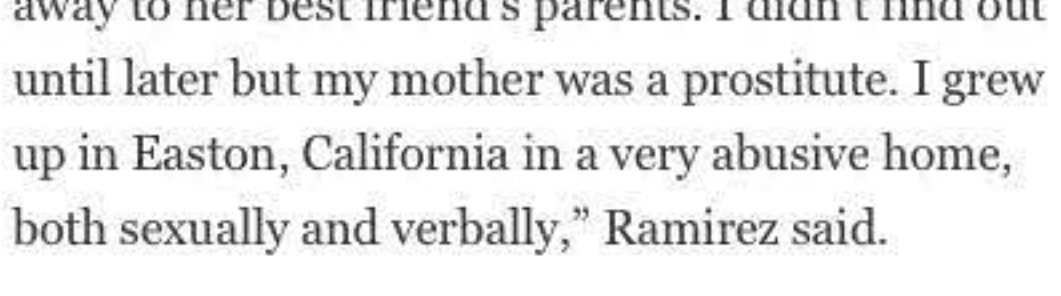 away to her best friend's parents. I didn't find out
until later but my mother was a prostitute. I grew
up in Easton, California in a very abusive home,
both sexually and verbally,” Ramirez said.